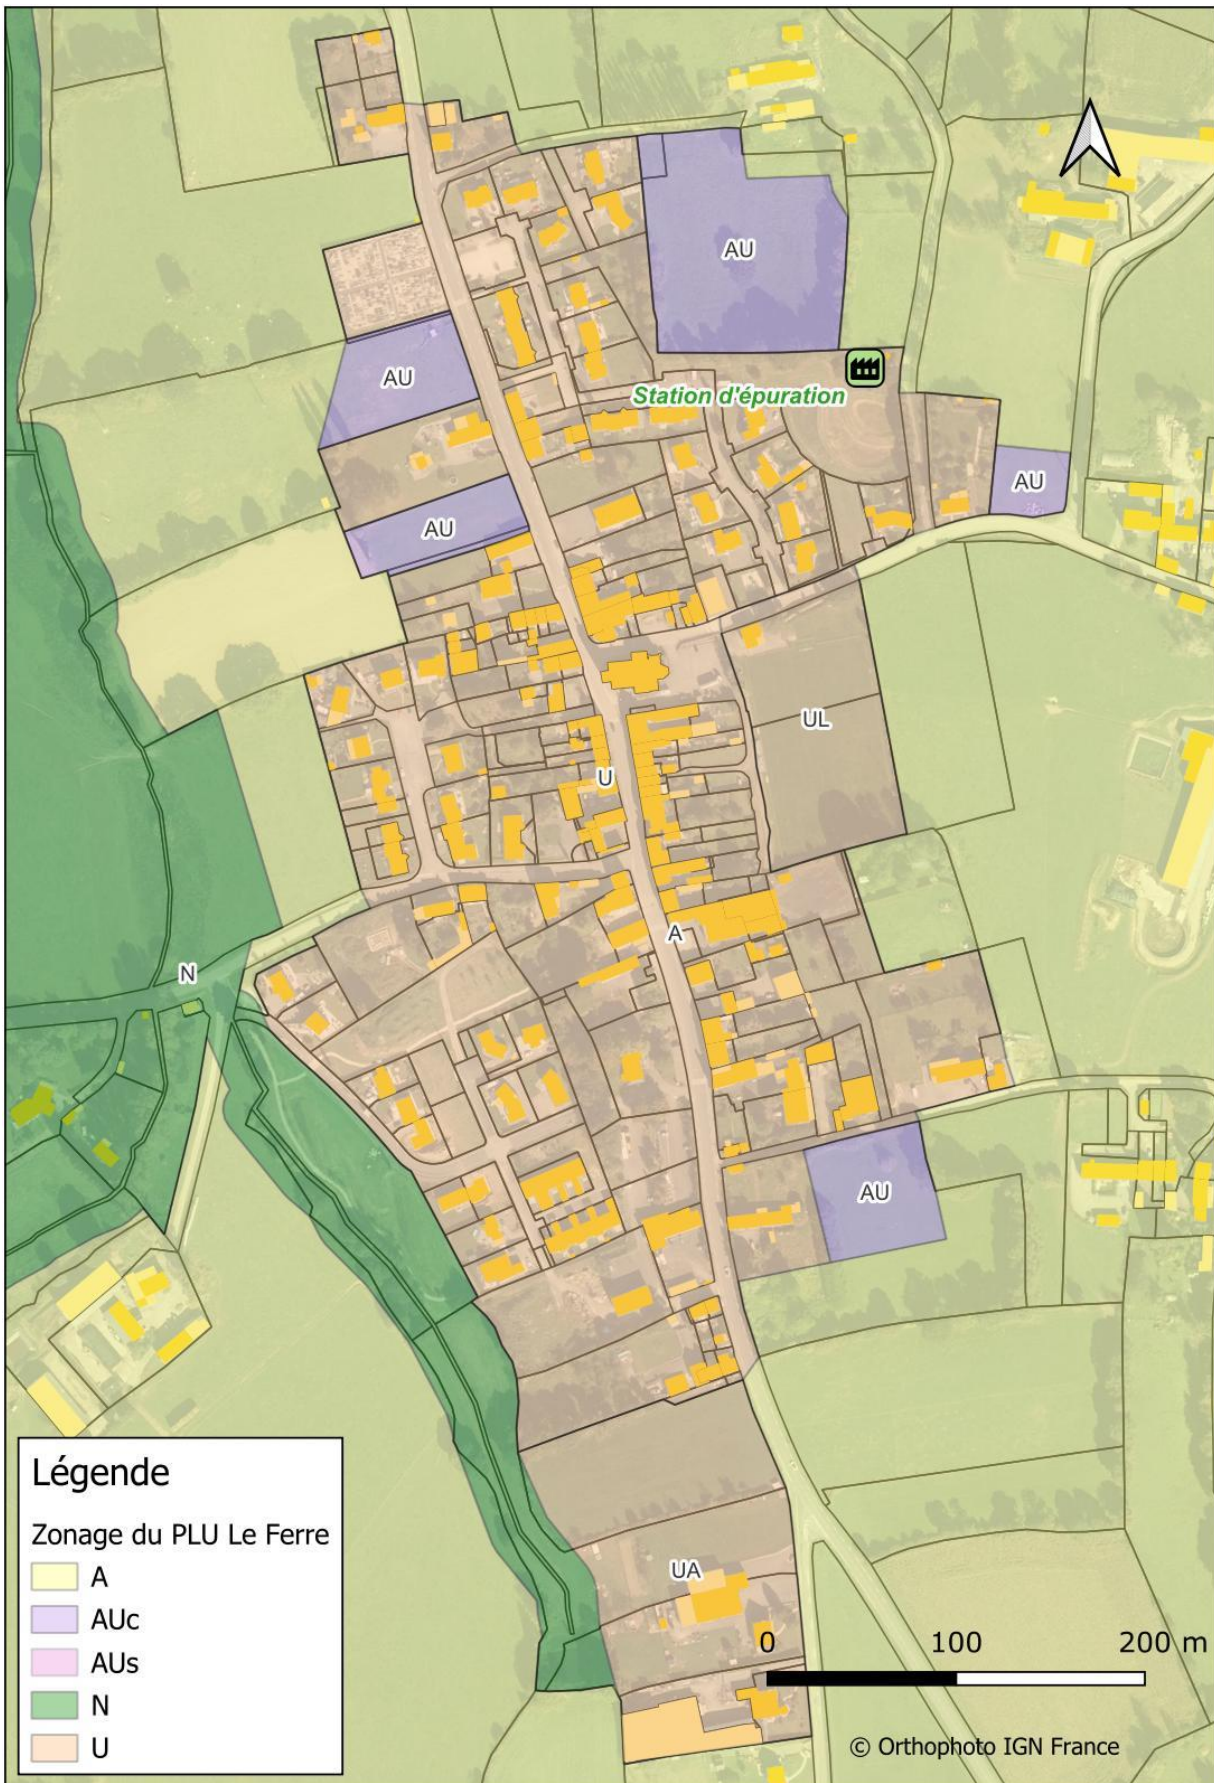 AU
AU
Station d'épuration
AU
AU
UL
U
A
N
AU
Légende
Zonage du PLU Le Ferre
A
AUc
AUs
N
U
UA
0 100 200 m
© Orthophoto IGN France